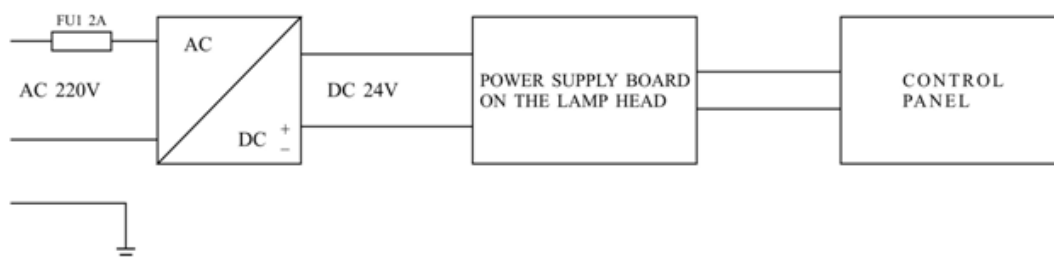 FU1 2A
AC
AC 220V
DC 24V
DC
+
−
POWER SUPPLY BOARD
ON THE LAMP HEAD
CONTROL
PANEL